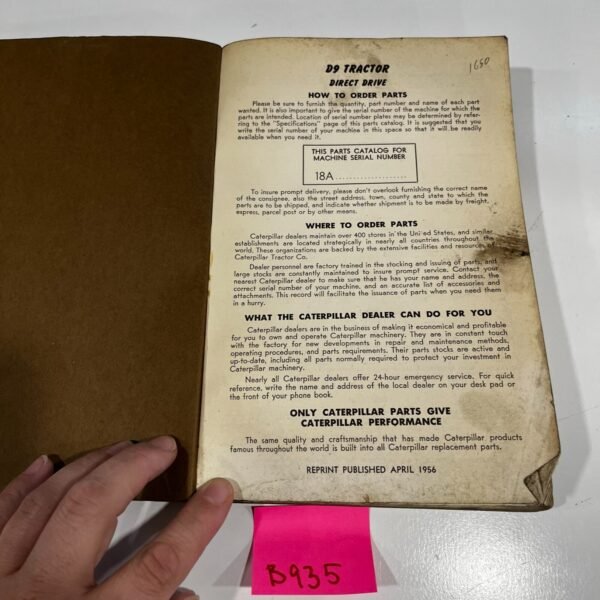 D9 TRACTOR
1680
DIRECT DRIVE
HOW TO ORDER PARTS
Please be sure to furnish the quantity, part number and name of each part
wanted. It is also important to give the serial number of the machine for which the
parts are intended. Location of serial number plates may be determined by refer-
ring to the "Specifications" page of this parts catalog. It is suggested that you
write the serial number of your machine in this space so that it will be readily
available when you need it.
THIS PARTS CATALOG FOR
MACHINE SERIAL NUMBER
18A....................
To insure prompt delivery, please don't overlook furnishing the correct name
of the consignee, also the street address, town, county and state to which the
parts are to be shipped, and indicate whether shipment is to be made by freight,
express, parcel post or by other means.
WHERE TO ORDER PARTS
Caterpillar dealers maintain over 400 stores in the United States, and similar
establishments are located strategically in nearly all countries throughout the
world. These organizations are backed by the extensive facilities and resources of
Caterpillar Tractor Co.
Dealer personnel are factory trained in the stocking and issuing of parts, and
large stocks are constantly maintained to insure prompt service. Contact your
nearest Caterpillar dealer to make sure that he has your name and address, the
correct serial number of your machine, and an accurate list of accessories and
attachments. This record will facilitate the issuance of parts when you need them
in a hurry.
WHAT THE CATERPILLAR DEALER CAN DO FOR YOU
Caterpillar dealers are in the business of making it economical and profitable
for you to own and operate Caterpillar machinery. They are in constant touch
with the factory for new developments in repair and maintenance methods,
operating procedures, and parts requirements. Their parts stocks are active and
up-to-date, including all parts normally required to protect your investment in
Caterpillar machinery.
Nearly all Caterpillar dealers offer 24-hour emergency service. For quick
reference, write the name and address of the local dealer on your desk pad or
the front of your phone book.
ONLY CATERPILLAR PARTS GIVE
CATERPILLAR PERFORMANCE
The same quality and craftsmanship that has made Caterpillar products
famous throughout the world is built into all Caterpillar replacement parts.
REPRINT PUBLISHED APRIL 1956
B935